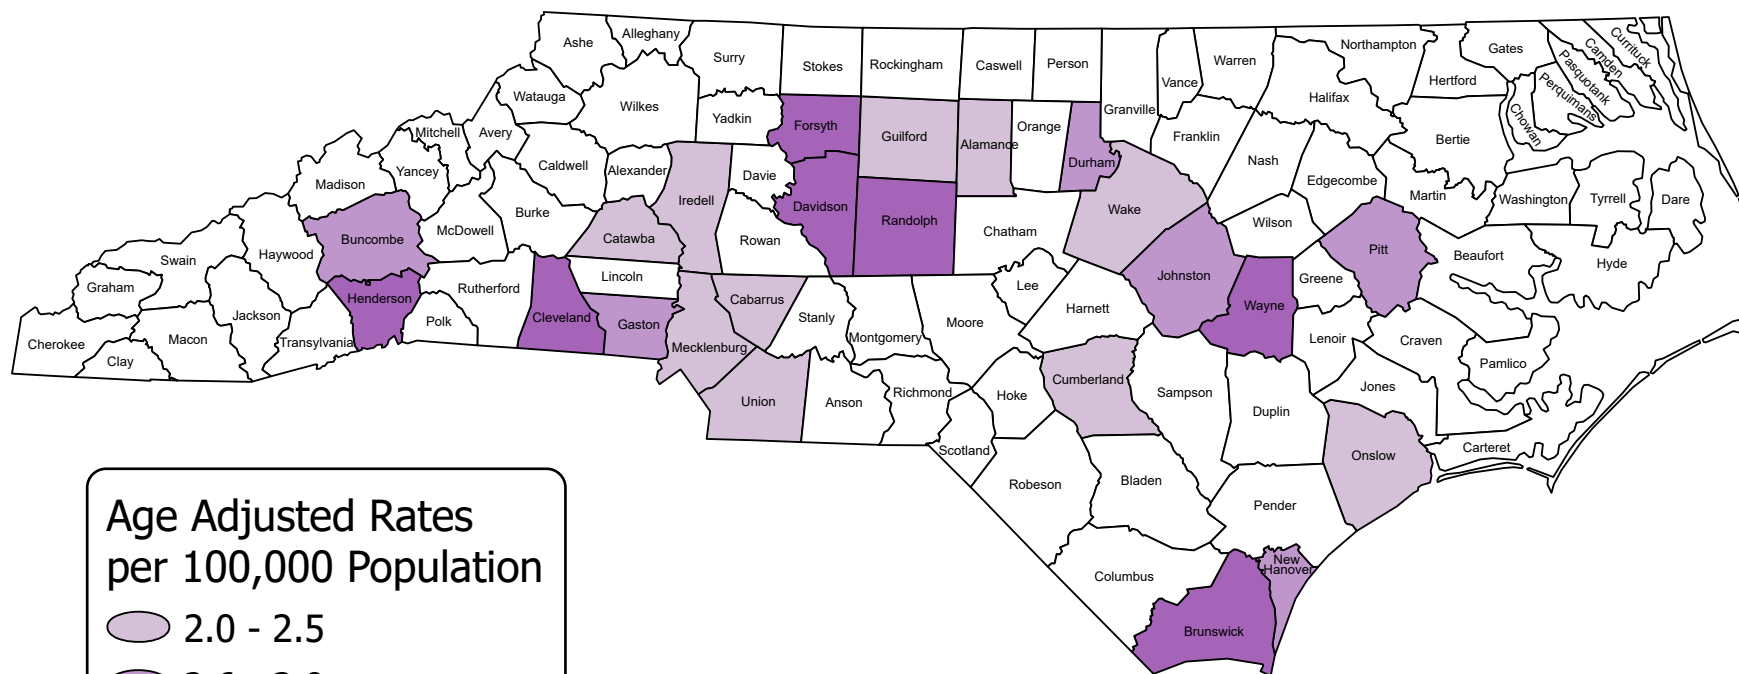 Ashe
Alleghany
Surry
Stokes
Rockingham
Caswell
Person
Granville
Vance
Warren
Northampton
Gates
Hertford
Halifax
Currituck
Camden
Pasquotank
Perquimans
Chowan
Bertie
Watauga
Wilkes
Yadkin
Forsyth
Guilford
Alamance
Orange
Durham
Franklin
Nash
Edgecombe
Martin
Washington
Tyrrell
Dare
Mitchell
Avery
Yancey
Caldwell
Alexander
Iredell
Davie
Davidson
Randolph
Chatham
Wake
Wilson
Pitt
Beaufort
Hyde
Madison
Buncombe
McDowell
Burke
Catawba
Rowan
Swain
Haywood
Graham
Jackson
Henderson
Rutherford
Polk
Cleveland
Lincoln
Gaston
Cabarrus
Stanly
Montgomery
Moore
Lee
Harnett
Johnston
Wayne
Greene
Lenoir
Craven
Pamlico
Cherokee
Clay
Macon
Transylvania
Mecklenburg
Union
Anson
Richmond
Hoke
Cumberland
Sampson
Duplin
Jones
Scotland
Robeson
Bladen
Onslow
Carteret
Pender
Columbus
New
Hanover
Brunswick
Age Adjusted Rates
per 100,000 Population
2.0 - 2.5